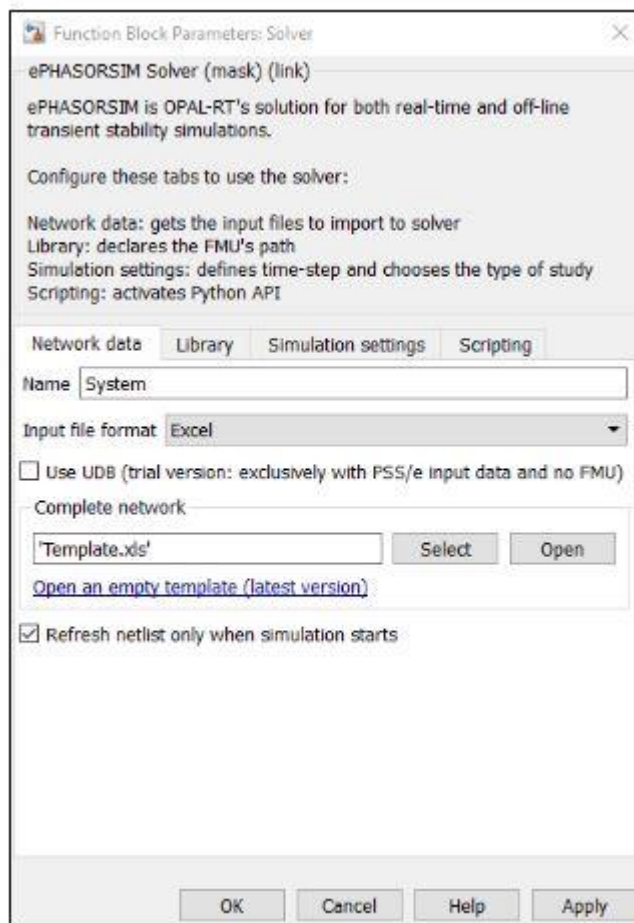 Function Block Parameters: Solver
ePHASORSIM Solver (mask) (link)
ePHASORSIM is OPAL-RT's solution for both real-time and off-line
transient stability simulations.
Configure these tabs to use the solver:
Network data: gets the input files to import to solver
Library: declares the FMU's path
Simulation settings: defines time-step and chooses the type of study
Scripting: activates Python API
Network data Library Simulation settings Scripting
Name System
Input file format Excel
Use UDB (trial version: exclusively with PSS/e input data and no FMU)
Complete network
'Template.xls' Select Open
Open an empty template (latest version)
Refresh netlist only when simulation starts
OK Cancel Help Apply